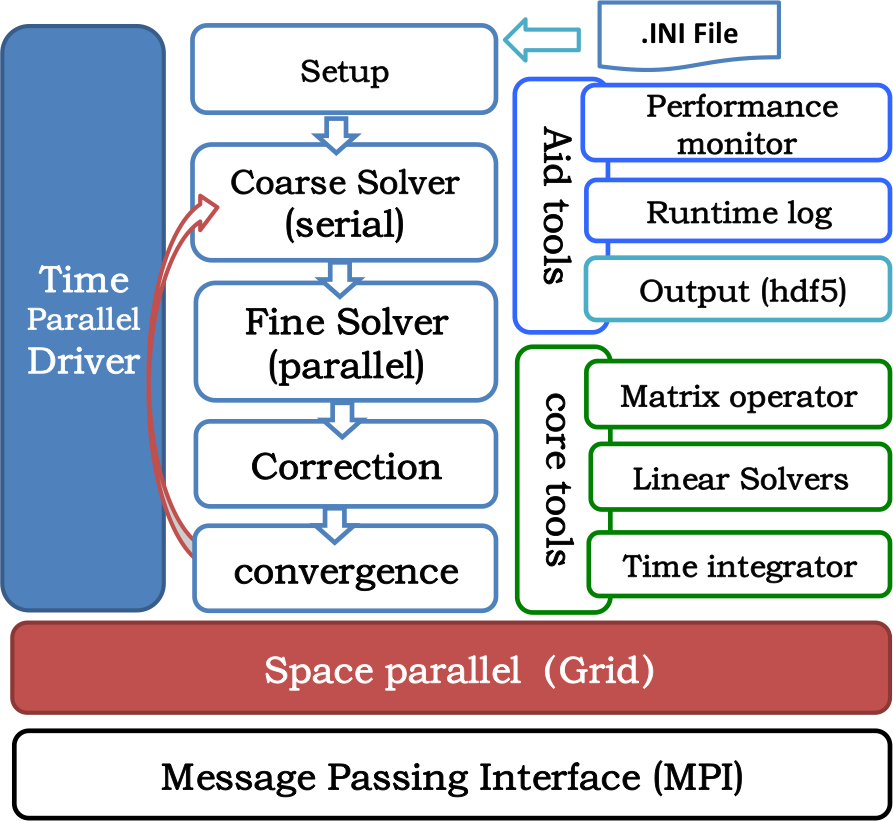 .INI File
Setup
Performance
monitor
Aid tools
Coarse Solver
(serial)
Runtime log
Time
Parallel
Driver
Output (hdf5)
Fine Solver
(parallel)
Matrix operator
core tools
Correction
Linear Solvers
convergence
Time integrator
Space parallel (Grid)
Message Passing Interface (MPI)